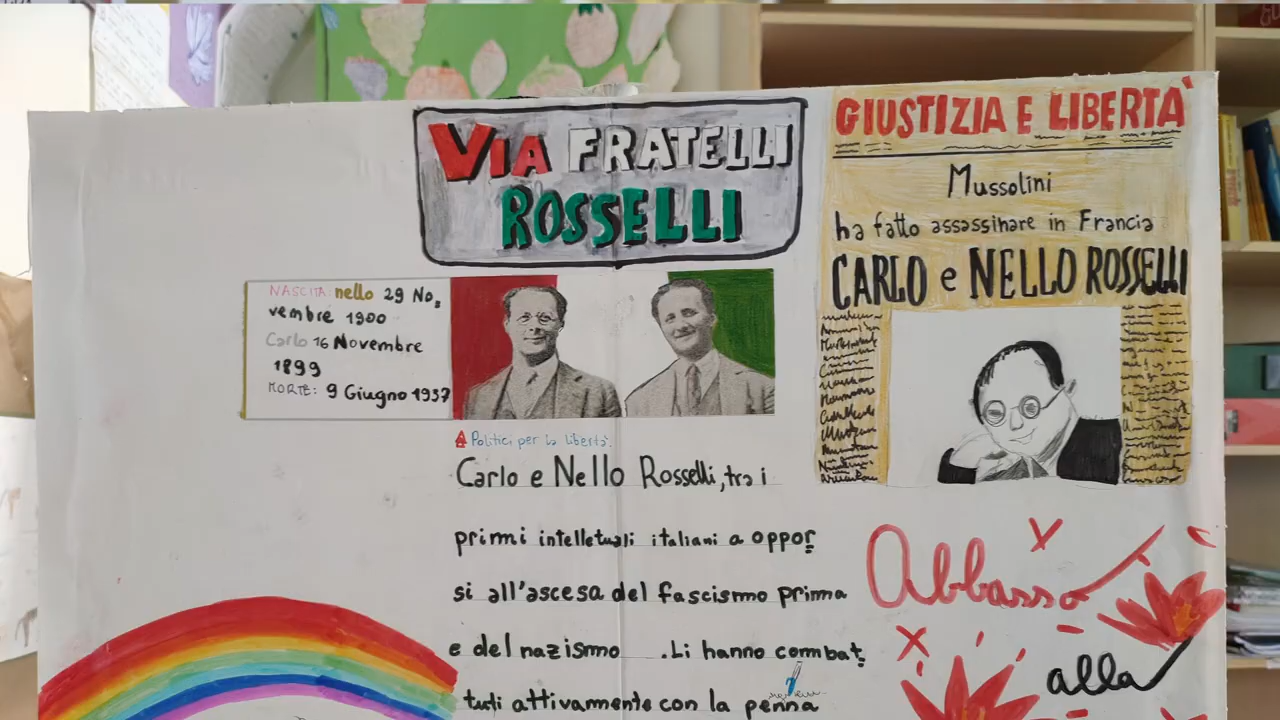 VIA FRATELLI
ROSSELLI
GIUSTIZIA E LIBERTÀ
Mussolini
ha fatto assassinare in Francia
CARLO e NELLO ROSSELLI
NASCITA: nello 29 No=
vembre 1900
Carlo 16 Novembre
1899
MORTE: 9 Giugno 1937
Politici per la libertà.
Carlo e Nello Rosselli, tra i
primi intelletuali italiani a oppor
si all'ascesa del fascismo prima
e del nazismo .Li hanno combat
tuti attivamente con la penna
Abbasso
alla